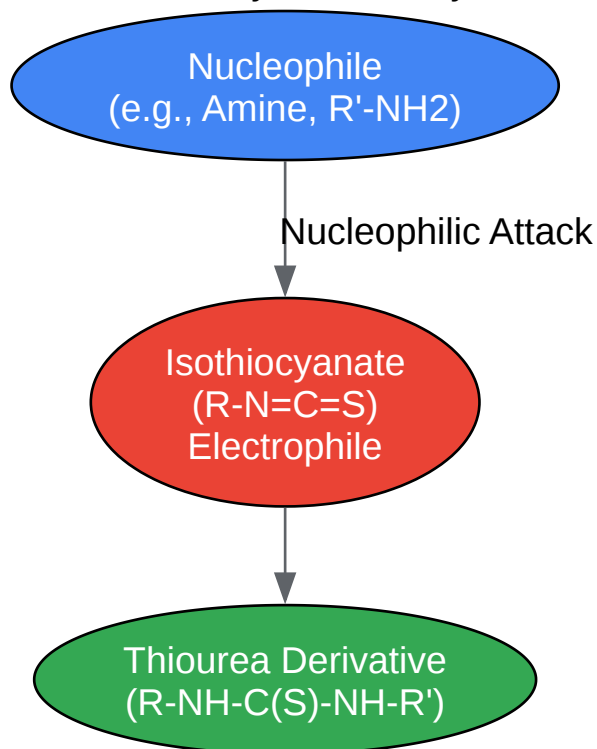 Nucleophile
(e.g., Amine, R'-NH2)
Nucleophilic Attack
Isothiocyanate
(R-N=C=S)
Electrophile
Thiourea Derivative
(R-NH-C(S)-NH-R')